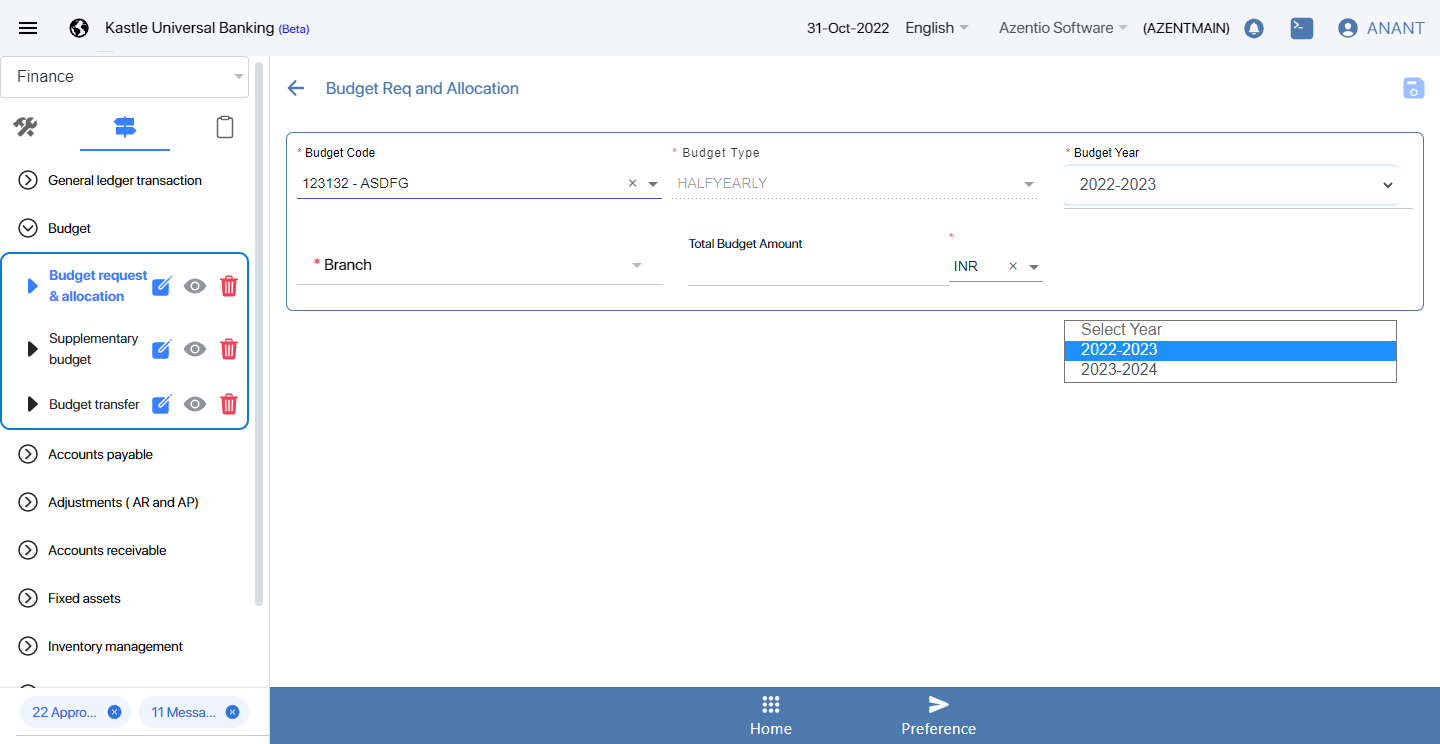 Kastle Universal Banking (Beta)
31-Oct-2022
English
Azentio Software
(AZENTMAIN)
ANANT
Finance
General ledger transaction
Budget
Budget request
& allocation
Supplementary
budget
Budget transfer
Accounts payable
Adjustments ( AR and AP)
Accounts receivable
Fixed assets
Inventory management
22 Appro...
11 Messa...
Budget Req and Allocation
* Budget Code
* Budget Type
* Budget Year
123132 - ASDFG
HALFYEARLY
2022-2023
* Branch
Total Budget Amount
*
INR
Select Year
2022-2023
2023-2024
Home
Preference